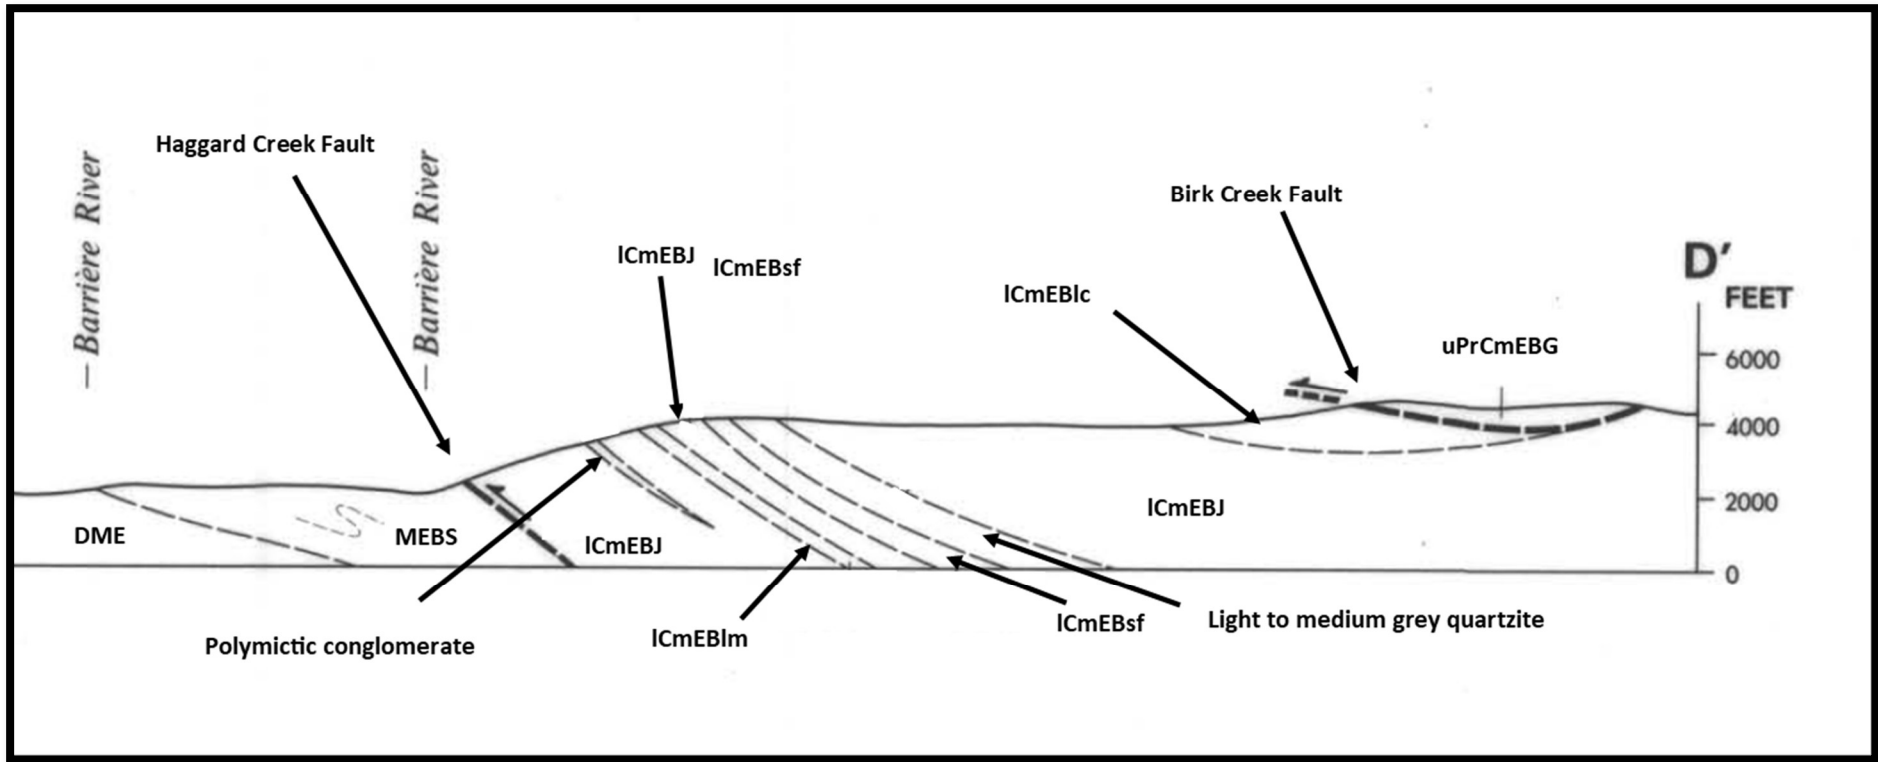 Haggard Creek Fault
—Barrière River
—Barrière River
Birk Creek Fault
lCmEBJ
lCmEBsf
D′
FEET
lCmEBlc
uPrCmEBG
6000
4000
2000
0
lCmEBJ
DME
MEBS
lCmEBJ
Polymictic conglomerate
lCmEBlm
lCmEBsf
Light to medium grey quartzite